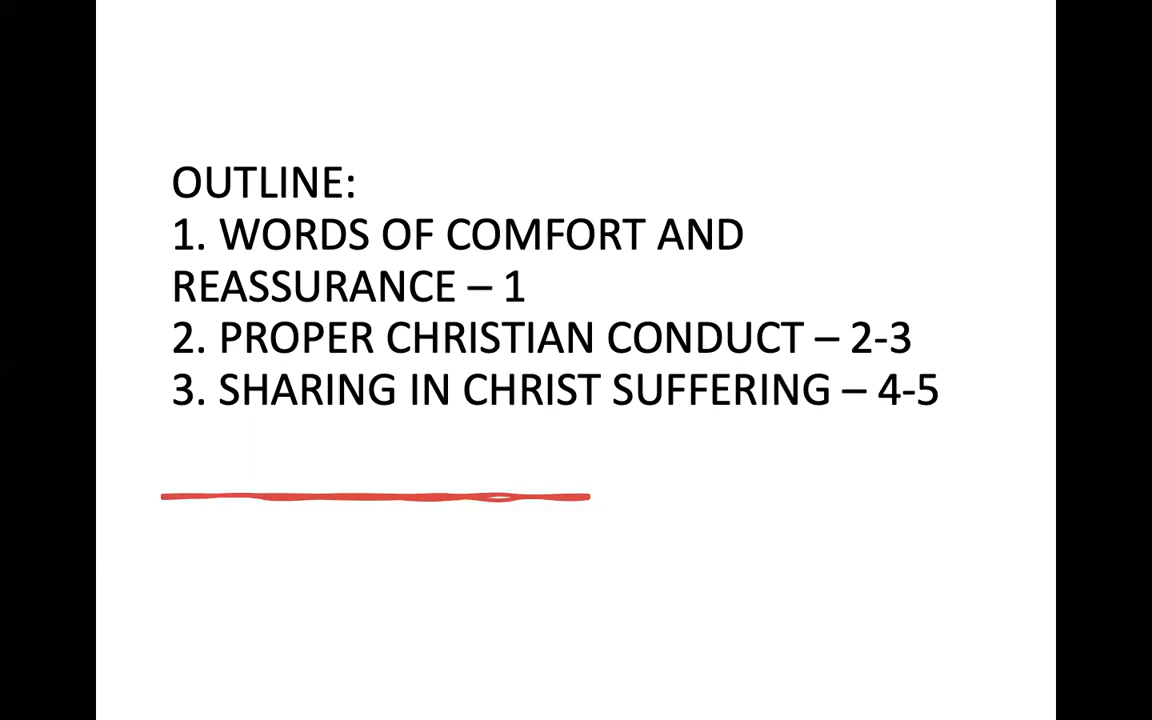 OUTLINE:
1. WORDS OF COMFORT AND
REASSURANCE – 1
2. PROPER CHRISTIAN CONDUCT – 2-3
3. SHARING IN CHRIST SUFFERING – 4-5